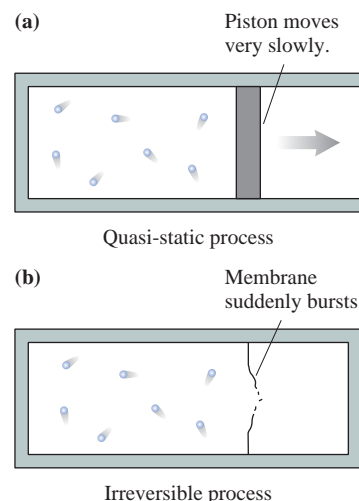 (a)
Piston moves
very slowly.
Quasi-static process
(b)
Membrane
suddenly bursts.
Irreversible process